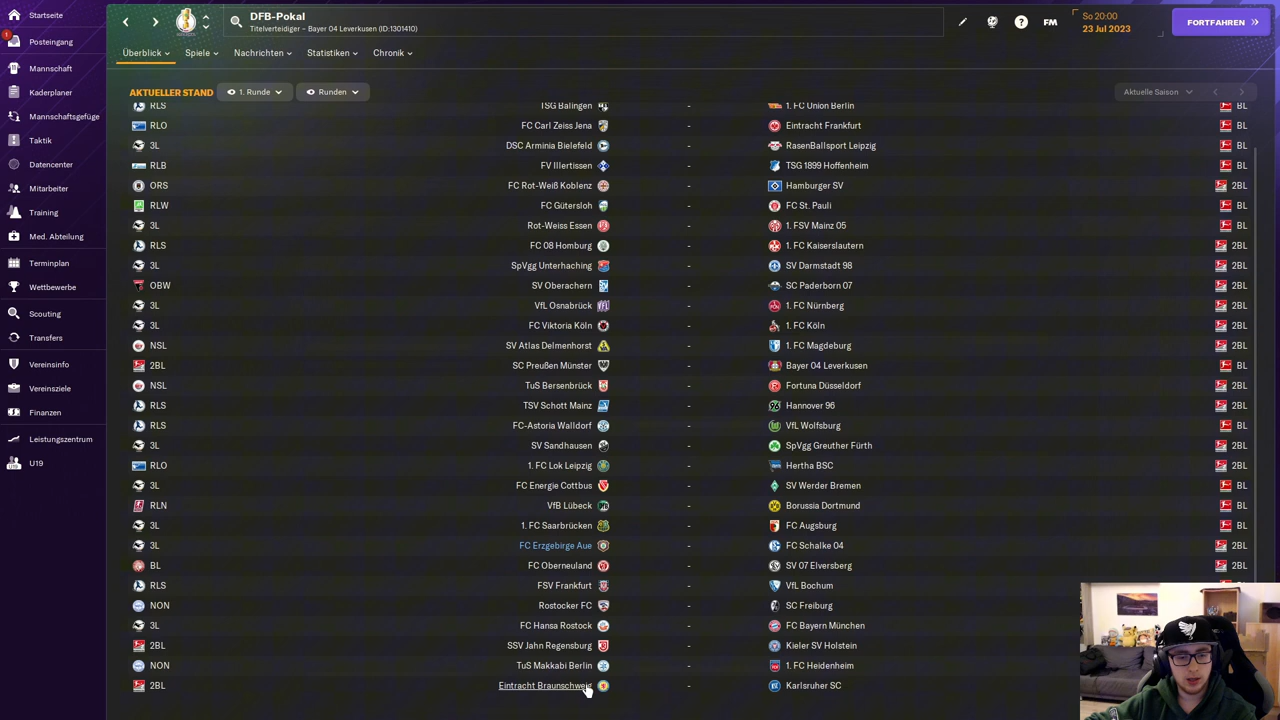 Startseite
1 Posteingang
Mannschaft
Kaderplaner
Mannschaftsgefüge
Taktik
Datencenter
Mitarbeiter
Training
Med. Abteilung
Terminplan
Wettbewerbe
Scouting
Transfers
Vereinsinfo
Vereinsziele
Finanzen
Leistungszentrum
U19
DFB-Pokal
Titelverteidiger – Bayer 04 Leverkusen (ID:1301410)
FM
So 20:00
23 Jul 2023
FORTFAHREN
Überblick Spiele Nachrichten Statistiken Chronik
AKTUELLER STAND 1. Runde Runden Aktuelle Saison
RLS TSG Balingen - 1. FC Union Berlin BL
RLO FC Carl Zeiss Jena - Eintracht Frankfurt BL
3L DSC Arminia Bielefeld - RasenBallsport Leipzig BL
RLB FV Illertissen - TSG 1899 Hoffenheim BL
ORS FC Rot-Weiß Koblenz - Hamburger SV 2BL
RLW FC Gütersloh - FC St. Pauli BL
3L Rot-Weiss Essen - 1. FSV Mainz 05 BL
RLS FC 08 Homburg - 1. FC Kaiserslautern 2BL
3L SpVgg Unterhaching - SV Darmstadt 98 2BL
OBW SV Oberachern - SC Paderborn 07 2BL
3L VfL Osnabrück - 1. FC Nürnberg 2BL
3L FC Viktoria Köln - 1. FC Köln 2BL
NSL SV Atlas Delmenhorst - 1. FC Magdeburg 2BL
2BL SC Preußen Münster - Bayer 04 Leverkusen BL
NSL TuS Bersenbrück - Fortuna Düsseldorf 2BL
RLS TSV Schott Mainz - Hannover 96 2BL
RLS FC-Astoria Walldorf - VfL Wolfsburg BL
3L SV Sandhausen - SpVgg Greuther Fürth 2BL
RLO 1. FC Lok Leipzig - Hertha BSC 2BL
3L FC Energie Cottbus - SV Werder Bremen BL
RLN VfB Lübeck - Borussia Dortmund BL
3L 1. FC Saarbrücken - FC Augsburg BL
3L FC Erzgebirge Aue - FC Schalke 04 2BL
BL FC Oberneuland - SV 07 Elversberg 2BL
RLS FSV Frankfurt - VfL Bochum
NON Rostocker FC - SC Freiburg
3L FC Hansa Rostock - FC Bayern München
2BL SSV Jahn Regensburg - Kieler SV Holstein
NON TuS Makkabi Berlin - 1. FC Heidenheim
2BL Eintracht Braunschweig - Karlsruher SC